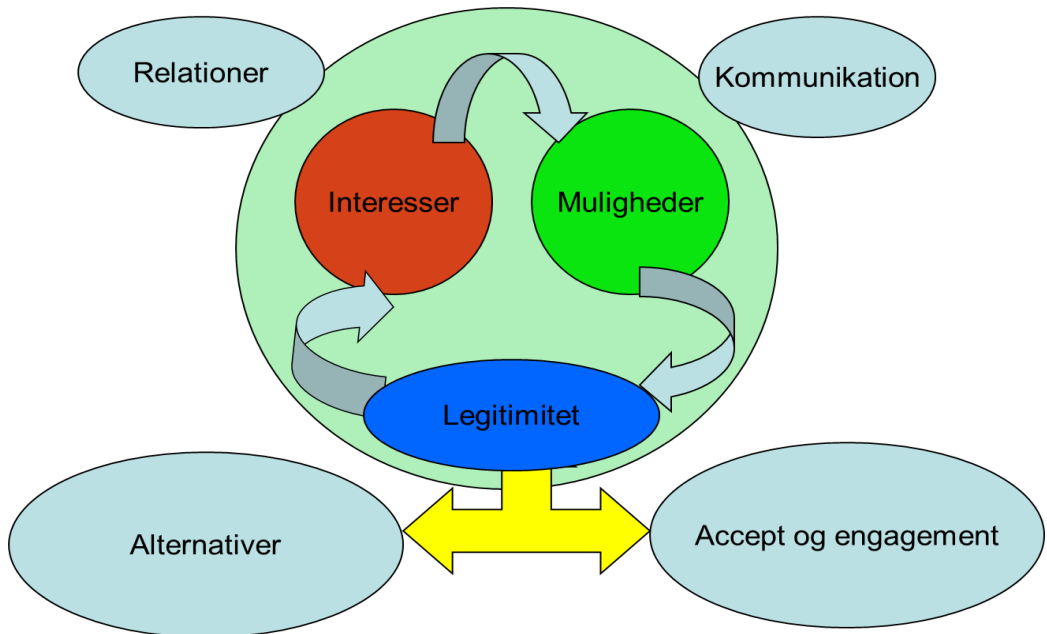 Relationer
Kommunikation
Interesser
Muligheder
Legitimitet
Alternativer
Accept og engagement